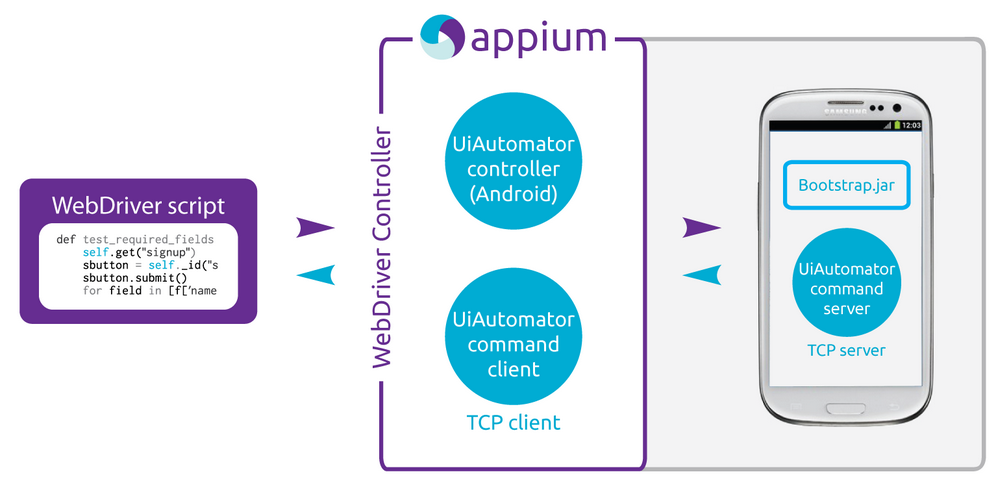 appium
WebDriver Controller
WebDriver script
def test_required_fields
self.get("signup")
sbutton = self._id("s
sbutton.submit()
for field in [f['name
UiAutomator
controller
(Android)
UiAutomator
command
client
TCP client
SAMSUNG
12:03
Bootstrap.jar
UiAutomator
command
server
TCP server